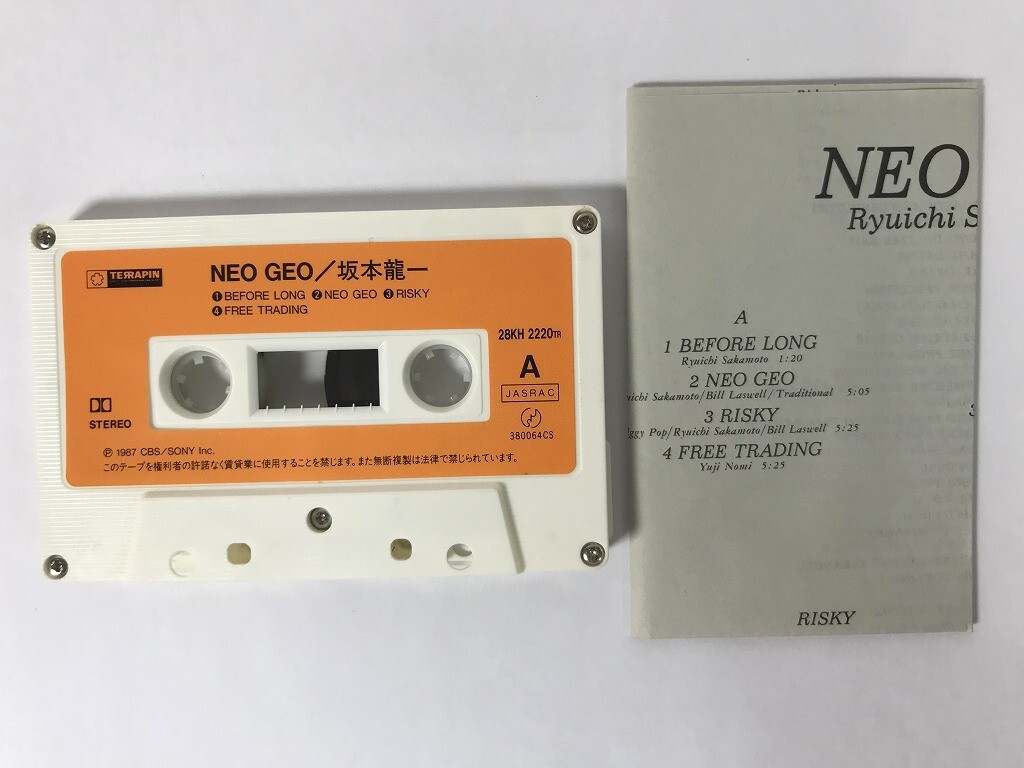 TERRAPIN
NEO GEO/坂本龍一
❶BEFORE LONG ❷NEO GEO ❸RISKY
❹FREE TRADING
28KH 2220TR
A
JASRAC
380064CS
STEREO
Ⓟ 1987 CBS/SONY Inc.
このテープを権利者の許諾なく賃貸業に使用することを禁じます。また無断複製は法律で禁じられています。
NEO
Ryuichi S
A
1 BEFORE LONG
Ryuichi Sakamoto 1:20
2 NEO GEO
uichi Sakamoto/Bill Laswell/Traditional 5:05
3 RISKY
Iggy Pop/Ryuichi Sakamoto/Bill Laswell 5:25
4 FREE TRADING
Yuji Nomi 5:25
RISKY